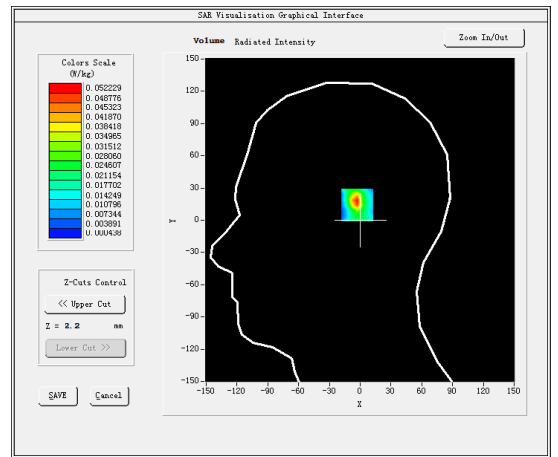 SAR Visualisation Graphical Interface
Volume Radiated Intensity
Zoom In/Out
Colors Scale
(W/kg)
0.052229
0.048776
0.045323
0.041870
0.038418
0.034965
0.031512
0.028060
0.024607
0.021154
0.017702
0.014249
0.010796
0.007344
0.003891
0.000438
Z-Cuts Control
<< Upper Cut
Z = 2.2 mm
Lower Cut >>
SAVE Cancel
150
120
90
60
30
0
-30
-60
-90
-120
-150
Y
-150 -120 -90 -60 -30 0 30 60 90 120 150
X